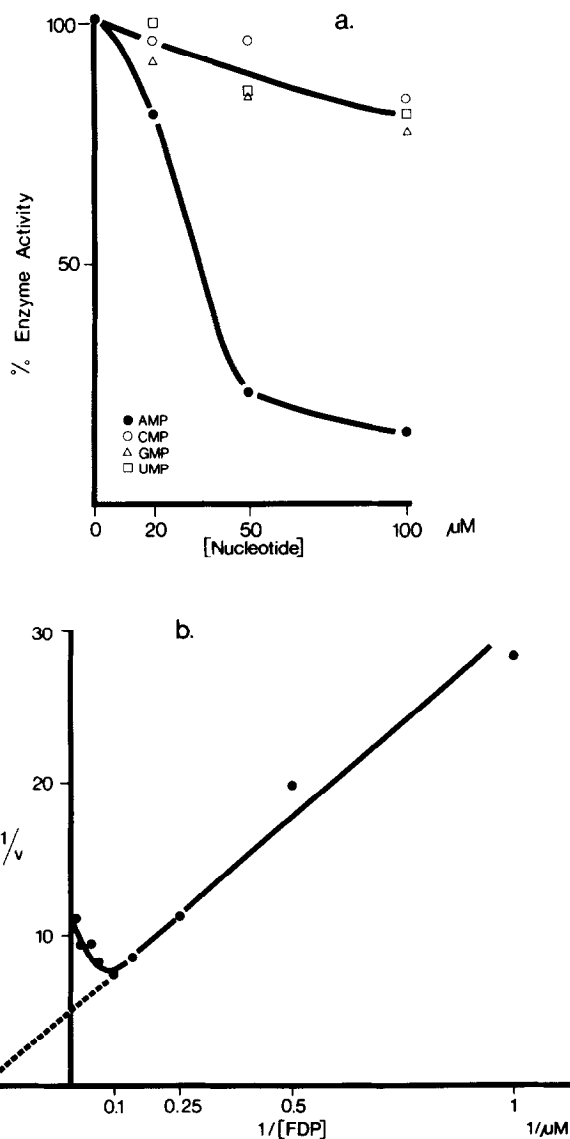 a.
100
50
% Enzyme Activity
● AMP
○ CMP
△ GMP
□ UMP
0 20 50 100 μM
[Nucleotide]
b.
30
20
10
1/v
0.1 0.25 0.5 1
1/[FDP] 1/μM